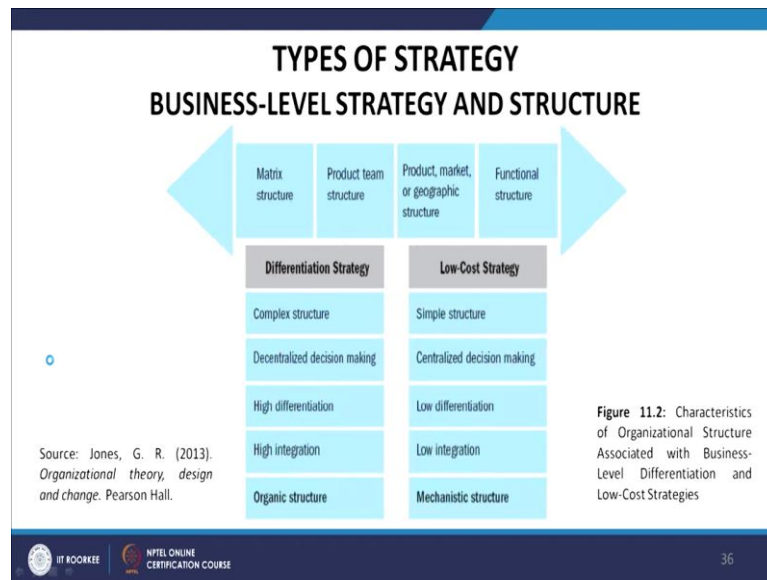 TYPES OF STRATEGY
BUSINESS-LEVEL STRATEGY AND STRUCTURE
Matrix
structure
Product team
structure
Product, market,
or geographic
structure
Functional
structure
Differentiation Strategy
Complex structure
Decentralized decision making
High differentiation
High integration
Organic structure
Low-Cost Strategy
Simple structure
Centralized decision making
Low differentiation
Low integration
Mechanistic structure
Source: Jones, G. R. (2013).
Organizational theory, design
and change. Pearson Hall.
Figure 11.2: Characteristics
of Organizational Structure
Associated with Business-
Level Differentiation and
Low-Cost Strategies
IIT ROORKEE
NPTEL ONLINE
CERTIFICATION COURSE
36